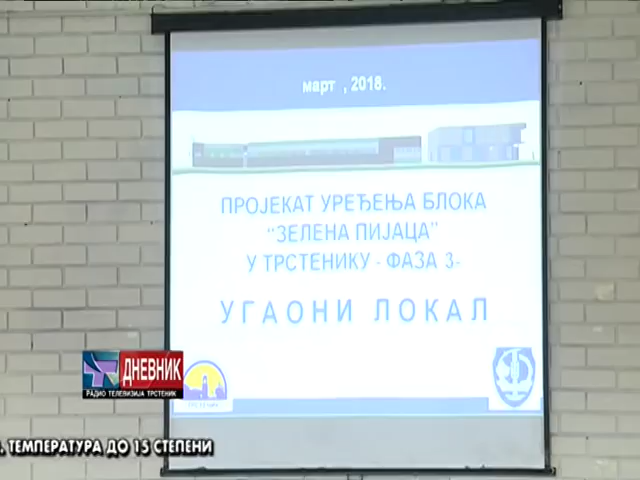 март , 2018.
ПРОЈЕКАТ УРЕЂЕЊА БЛОКА
“ЗЕЛЕНА ПИЈАЦА”
У ТРСТЕНИКУ - ФАЗА 3-
УГАОНИ ЛОКАЛ
ДНЕВНИК
РАДИО ТЕЛЕВИЗИЈА ТРСТЕНИК
ТРСТЕНИК
. ТЕМПЕРАТУРА ДО 15 СТЕПЕНИ